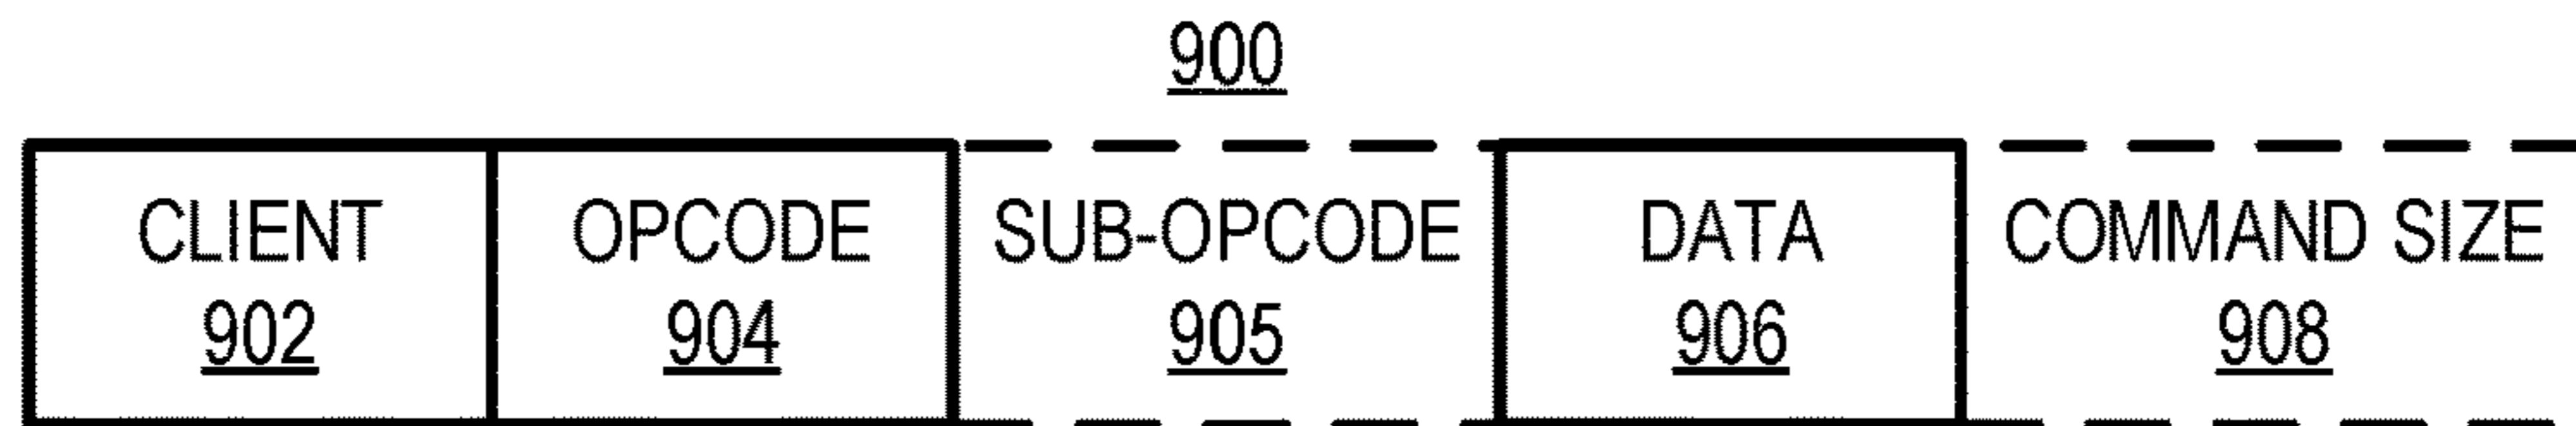 900
CLIENT OPCODE SUB-OPCODE DATA COMMAND SIZE
902 904 905 906 908